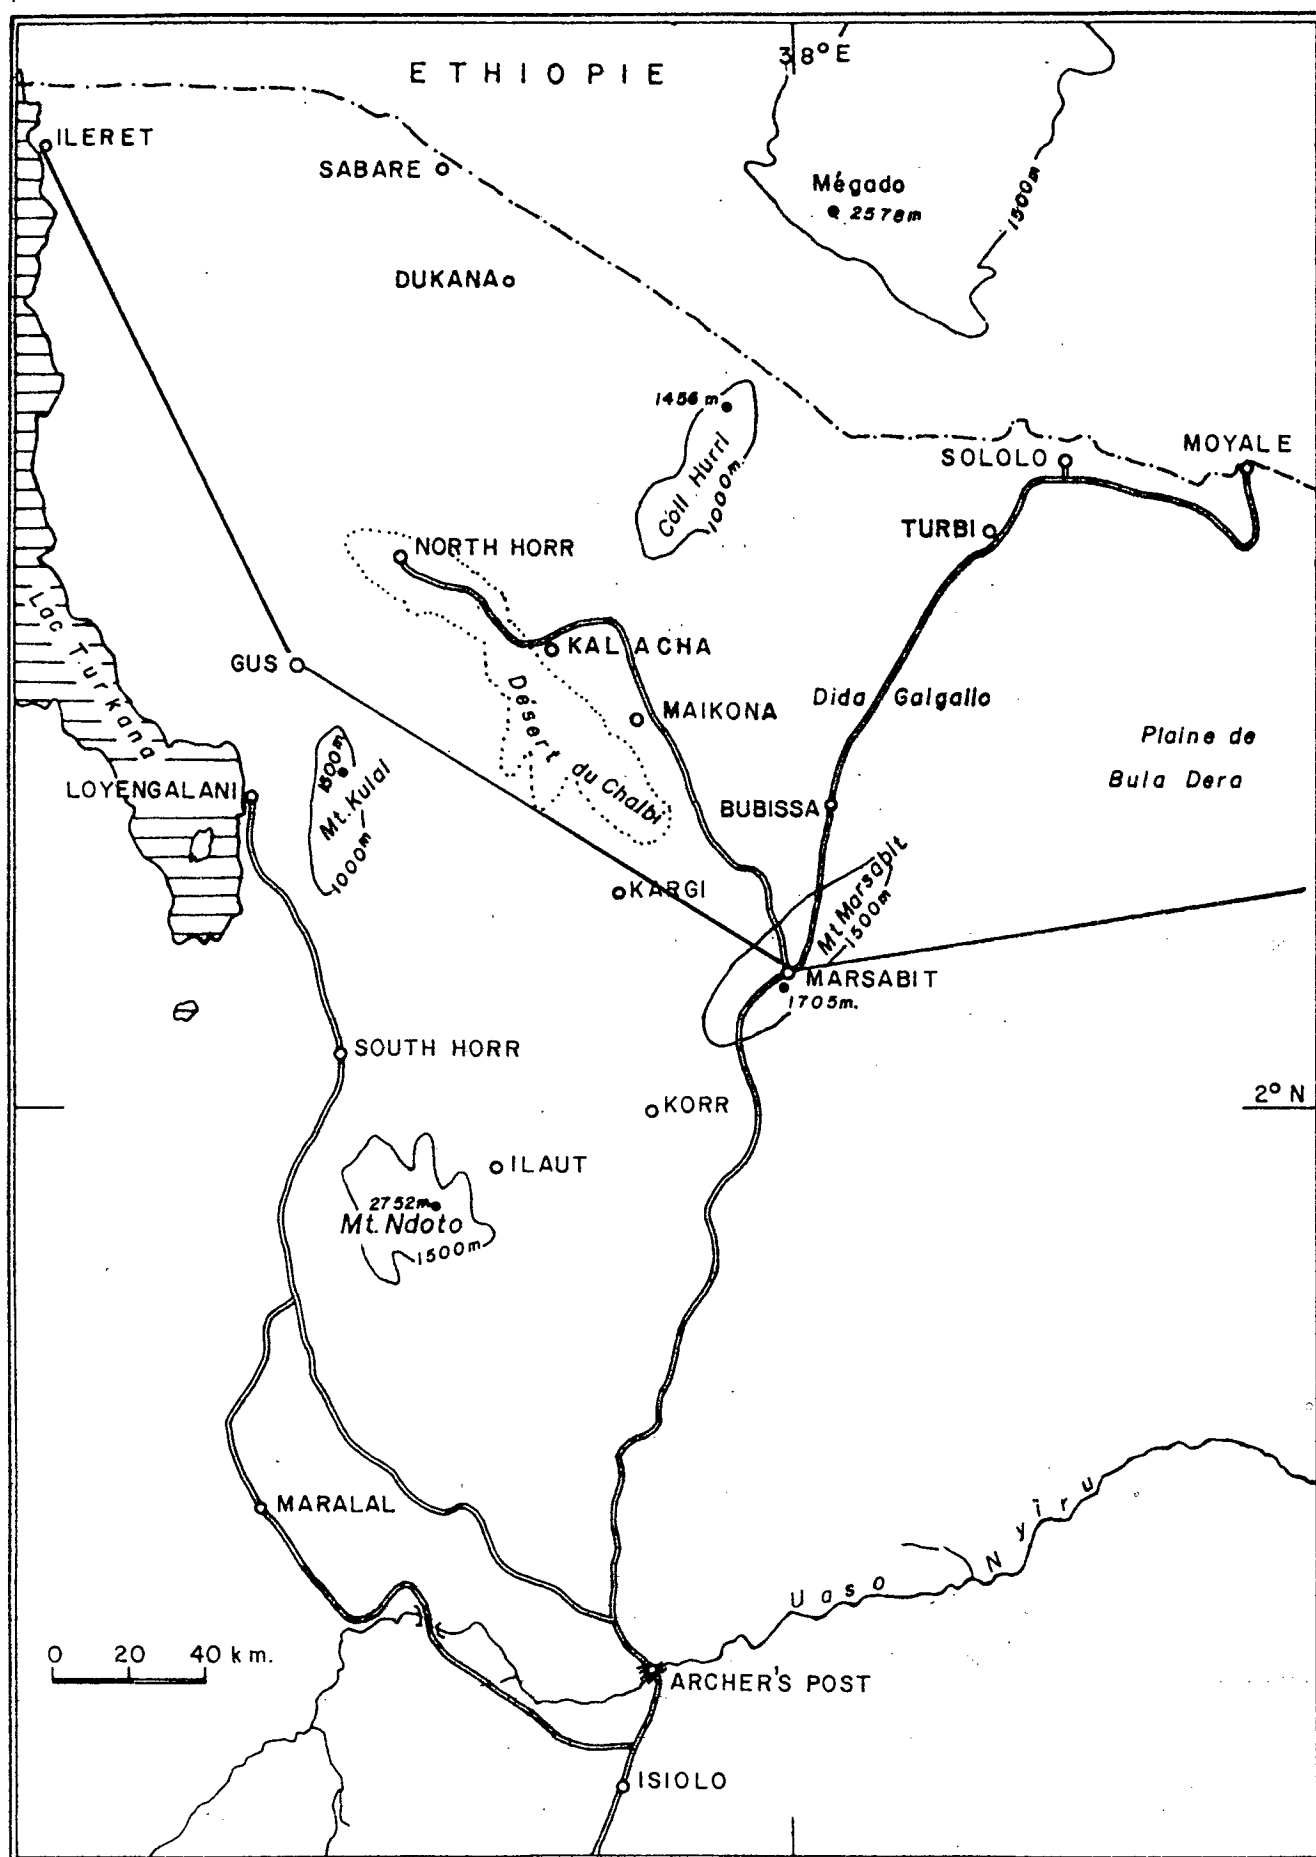 38°E
ETHIOPIE
ILERET
SABARE
Mégado
2578m
1500m
DUKANA
1456 m
Coll Hurri
1000m.
SOLOLO
MOYALE
TURBI
NORTH HORR
Lac Turkana
KALACHA
GUS
Désert du Chalbi
MAIKONA
Dida Galgallo
Plaine de
Bula Dera
1500m
Mt. Kulal
1000m
LOYENGALANI
BUBISSA
Mt Marsabit
1500m
KARGI
MARSABIT
1705m.
SOUTH HORR
KORR
2° N
ILAUT
2752m
Mt. Ndoto
1500m
MARALAL
Uaso Nyiru
0 20 40 km.
ARCHER'S POST
ISIOLO